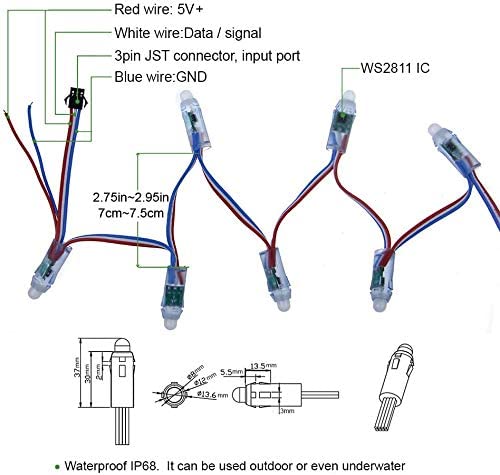 Red wire: 5V+
White wire:Data / signal
3pin JST connector, input port
Blue wire:GND
WS2811 IC
2.75in~2.95in
7cm~7.5cm
37mm
30mm
2mm
Ø8mm
Ø12mm
Ø13.6mm
5.5mm
13.5mm
3mm
Waterproof IP68. It can be used outdoor or even underwater